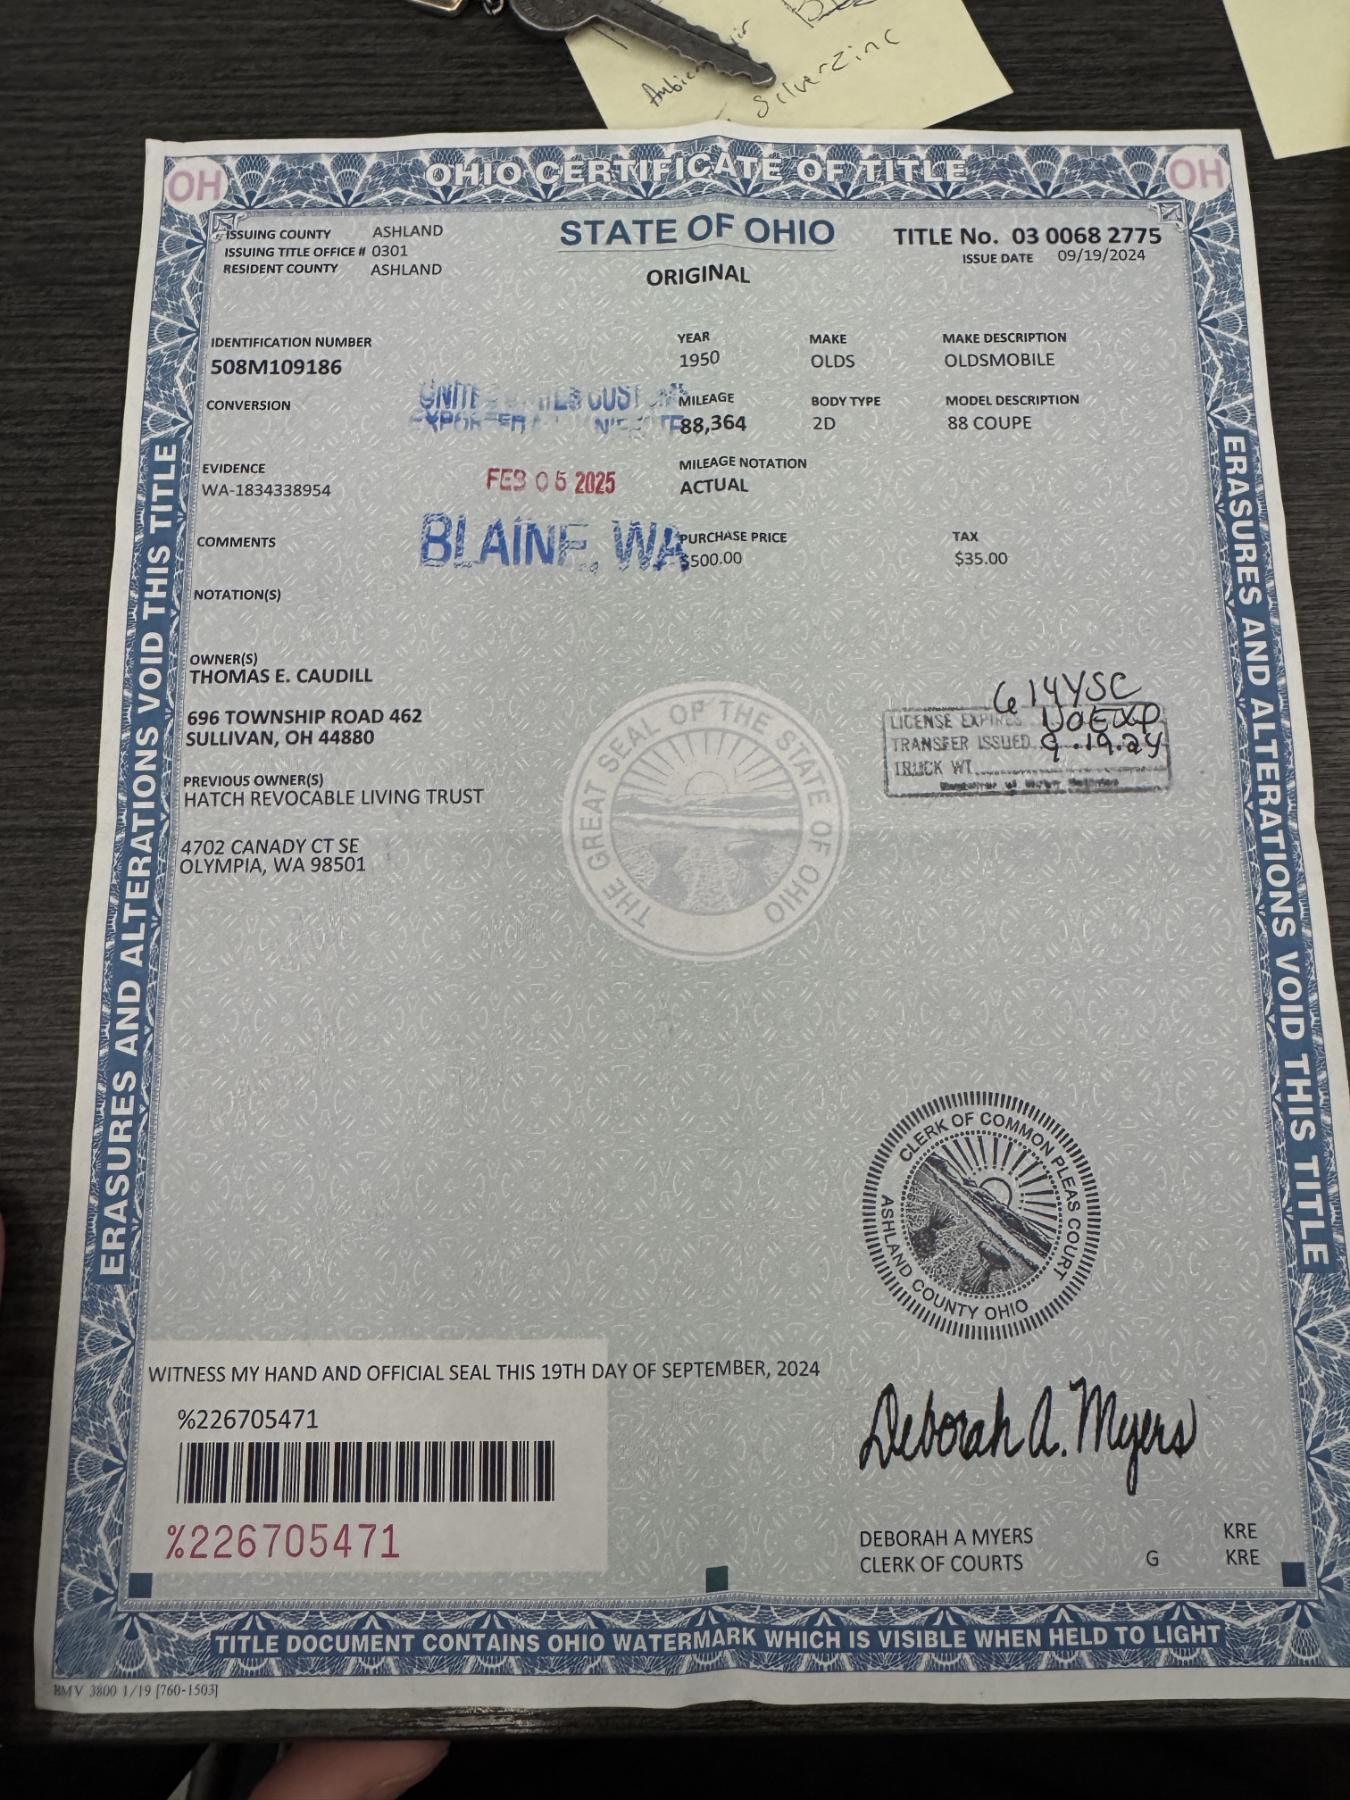 Silverzinc
OHIO CERTIFICATE OF TITLE
OH
OH
ISSUING COUNTY ASHLAND
ISSUING TITLE OFFICE # 0301
RESIDENT COUNTY ASHLAND
STATE OF OHIO
ORIGINAL
TITLE No. 03 0068 2775
ISSUE DATE 09/19/2024
IDENTIFICATION NUMBER
508M109186
YEAR
1950
MAKE
OLDS
MAKE DESCRIPTION
OLDSMOBILE
CONVERSION
MILEAGE
88,364
BODY TYPE
2D
MODEL DESCRIPTION
88 COUPE
EVIDENCE
WA-1834338954
FEB 05 2025
MILEAGE NOTATION
ACTUAL
COMMENTS
BLAINE, WA
PURCHASE PRICE
$500.00
TAX
$35.00
NOTATION(S)
OWNER(S)
THOMAS E. CAUDILL
696 TOWNSHIP ROAD 462
SULLIVAN, OH 44880
PREVIOUS OWNER(S)
HATCH REVOCABLE LIVING TRUST
4702 CANADY CT SE
OLYMPIA, WA 98501
614YSC
LICENSE EXPIRES NO EXP
TRANSFER ISSUED 9.19.24
TRUCK WT.
THE GREAT SEAL OF THE STATE OF OHIO
ERASURES AND ALTERATIONS VOID THIS TITLE
ERASURES AND ALTERATIONS VOID THIS TITLE
CLERK OF COMMON PLEAS COURT
ASHLAND COUNTY OHIO
WITNESS MY HAND AND OFFICIAL SEAL THIS 19TH DAY OF SEPTEMBER, 2024
%226705471
%226705471
Deborah A. Myers
DEBORAH A MYERS KRE
CLERK OF COURTS G KRE
TITLE DOCUMENT CONTAINS OHIO WATERMARK WHICH IS VISIBLE WHEN HELD TO LIGHT
BMV 3800 1/19 [760-1503]